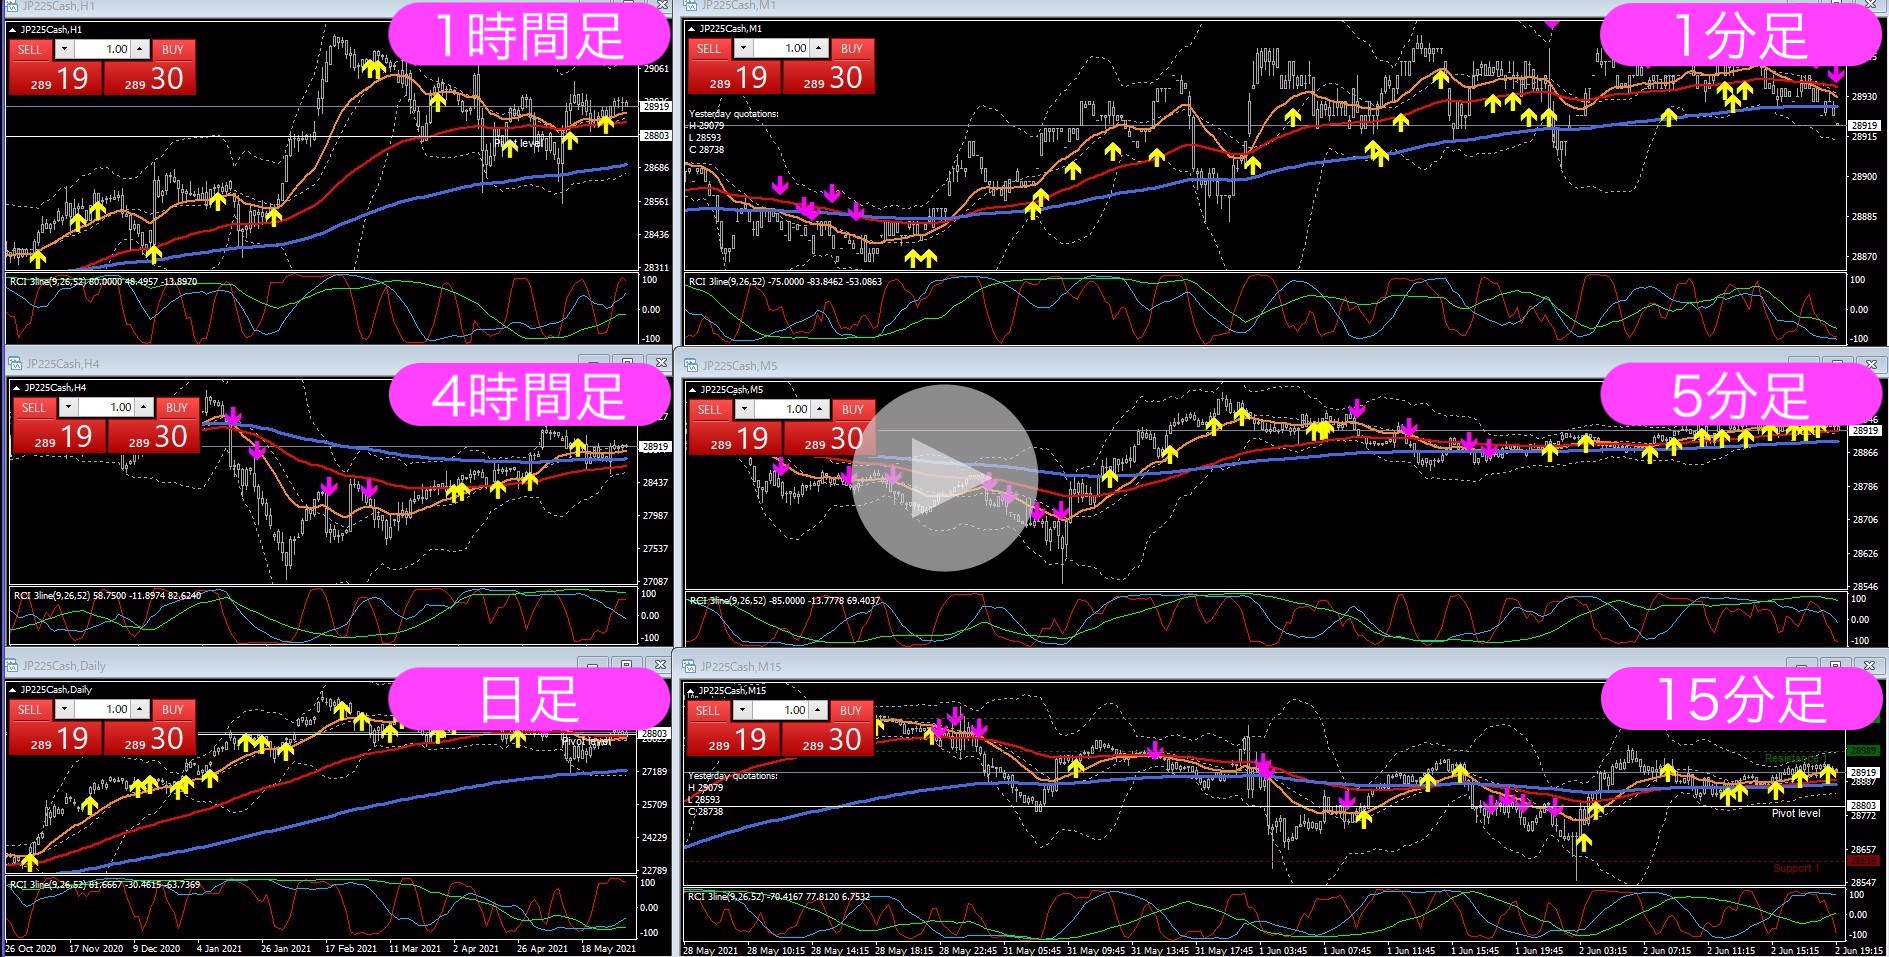 JP225Cash,H1
1時間足
JP225Cash,H1
SELL 1.00 BUY
289 19 289 30
29061
28919
28803
Pivot level
28686
28561
28436
28311
RCI 3line(9,26,52) 80.0000 48.4957 -13.8970
100
0.00
-100
JP225Cash,M1
1分足
JP225Cash,M1
SELL 1.00 BUY
289 19 289 30
Yesterday quotations:
H 29079
L 28593
C 28738
28930
28919
28915
28900
28885
28870
RCI 3line(9,26,52) -75.0000 -83.8462 -53.0863
100
0.00
-100
JP225Cash,H4
4時間足
JP225Cash,H4
SELL 1.00 BUY
289 19 289 30
28919
28437
27987
27537
27087
RCI 3line(9,26,52) 58.7500 -11.8974 82.6240
100
0.00
-100
JP225Cash,M5
5分足
JP225Cash,M5
SELL 1.00 BUY
289 19 289 30
28919
28866
28786
28706
28626
28546
RCI 3line(9,26,52) -85.0000 -13.7778 69.4037
100
0.00
-100
JP225Cash,Daily
日足
JP225Cash,Daily
SELL 1.00 BUY
289 19 289 30
28803
Pivot level
27189
25709
24229
22789
RCI 3line(9,26,52) 81.6667 -30.4615 -63.7369
100
0.00
-100
26 Oct 2020 17 Nov 2020 9 Dec 2020 4 Jan 2021 26 Jan 2021 17 Feb 2021 11 Mar 2021 2 Apr 2021 26 Apr 2021 18 May 2021
JP225Cash,M15
15分足
JP225Cash,M15
SELL 1.00 BUY
289 19 289 30
Yesterday quotations:
H 29079
L 28593
C 28738
28989
Resistance
28919
28887
28803
Pivot level
28772
28657
Support 1
28547
RCI 3line(9,26,52) -70.4167 77.8120 6.7532
100
0.00
-100
28 May 2021 28 May 10:15 28 May 14:15 28 May 18:15 28 May 22:45 31 May 05:45 31 May 09:45 31 May 13:45 31 May 17:45 1 Jun 03:45 1 Jun 07:45 1 Jun 11:45 1 Jun 15:45 1 Jun 19:45 2 Jun 03:15 2 Jun 07:15 2 Jun 11:15 2 Jun 15:15 2 Jun 19:15